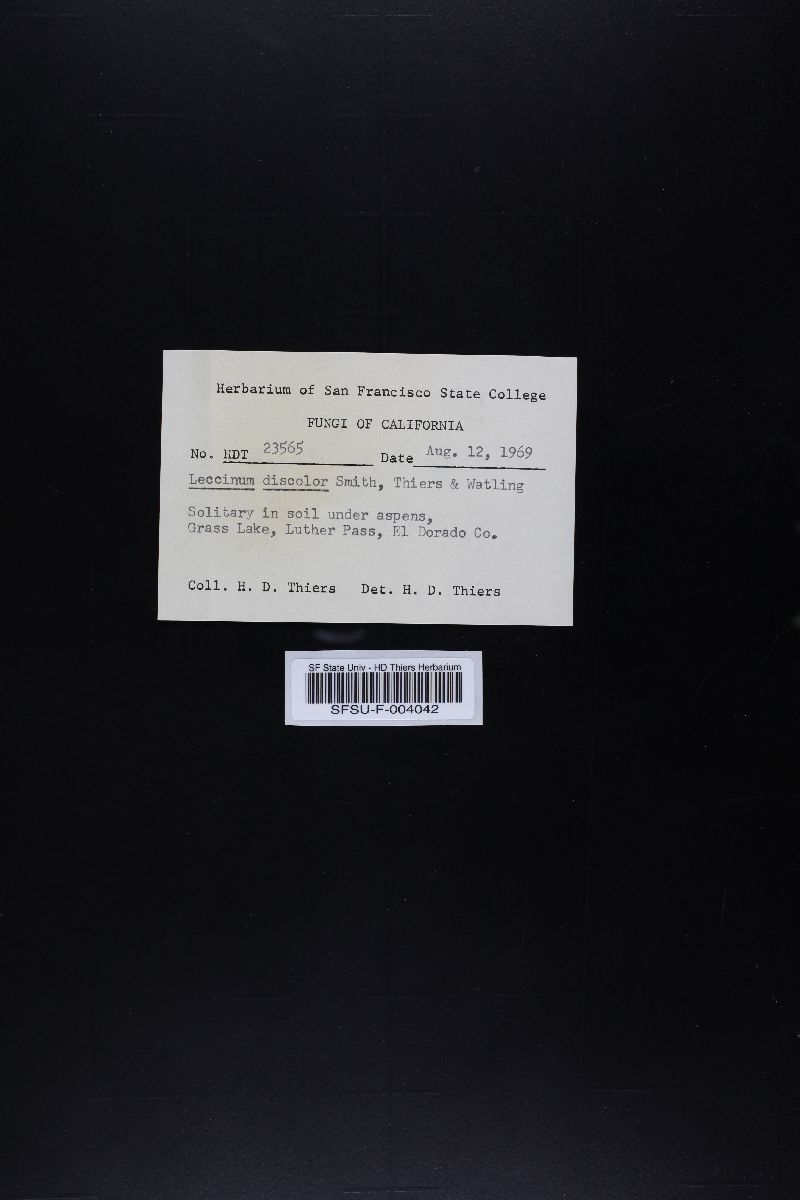 Herbarium of San Francisco State College
FUNGI OF CALIFORNIA
No. HDT 23565 Date Aug. 12, 1969
Leccinum discolor Smith, Thiers & Watling
Solitary in soil under aspens,
Grass Lake, Luther Pass, El Dorado Co.
Coll. H. D. Thiers Det. H. D. Thiers
SF State Univ - HD Thiers Herbarium
SFSU-F-004042